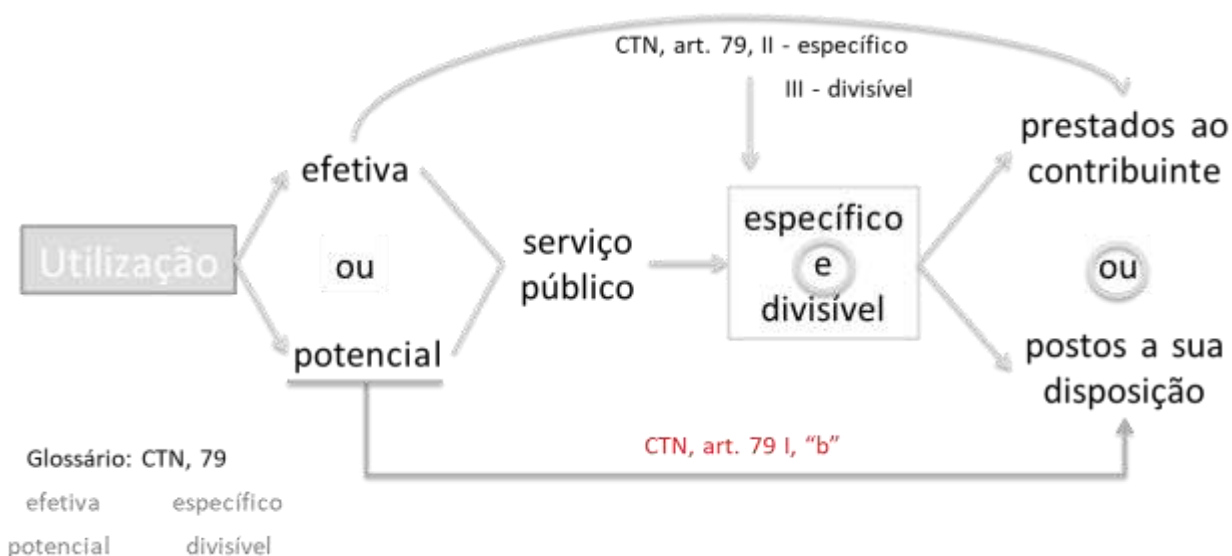 CTN, art. 79, II - específico
III - divisível
prestados ao
contribuinte
efetiva
específico
e
divisível
Utilização
ou
serviço
público
ou
potencial
postos a sua
disposição
CTN, art. 79 I, “b”
Glossário: CTN, 79
efetiva específico
potencial divisível